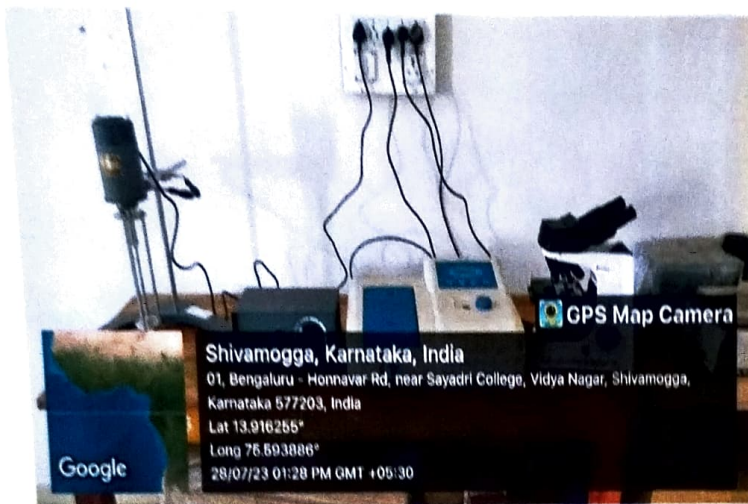 GPS Map Camera
Shivamogga, Karnataka, India
01, Bengaluru - Honnavar Rd, near Sayadri College, Vidya Nagar, Shivamogga,
Karnataka 577203, India
Lat 13.916255°
Long 75.593886°
28/07/23 01:28 PM GMT +05:30
Google